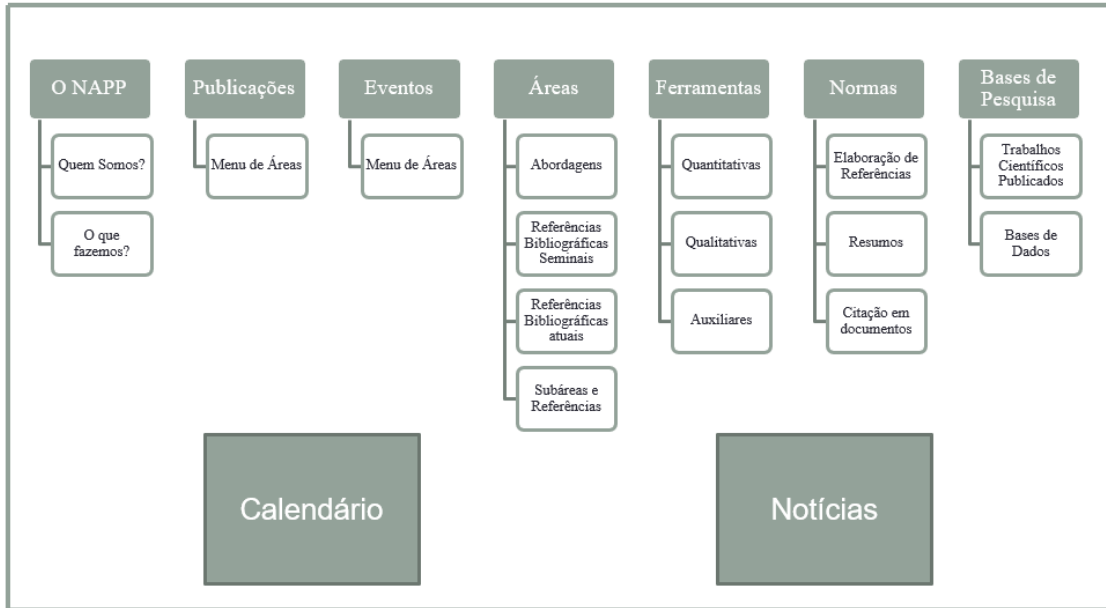 O NAPP
Quem Somos?
O que
fazemos?
Publicações
Menu de Áreas
Eventos
Menu de Áreas
Áreas
Abordagens
Referências
Bibliográficas
Seminais
Referências
Bibliográficas
atuais
Subáreas e
Referências
Ferramentas
Quantitativas
Qualitativas
Auxiliares
Normas
Elaboração de
Referências
Resumos
Citação em
documentos
Bases de
Pesquisa
Trabalhos
Científicos
Publicados
Bases de
Dados
Calendário
Notícias